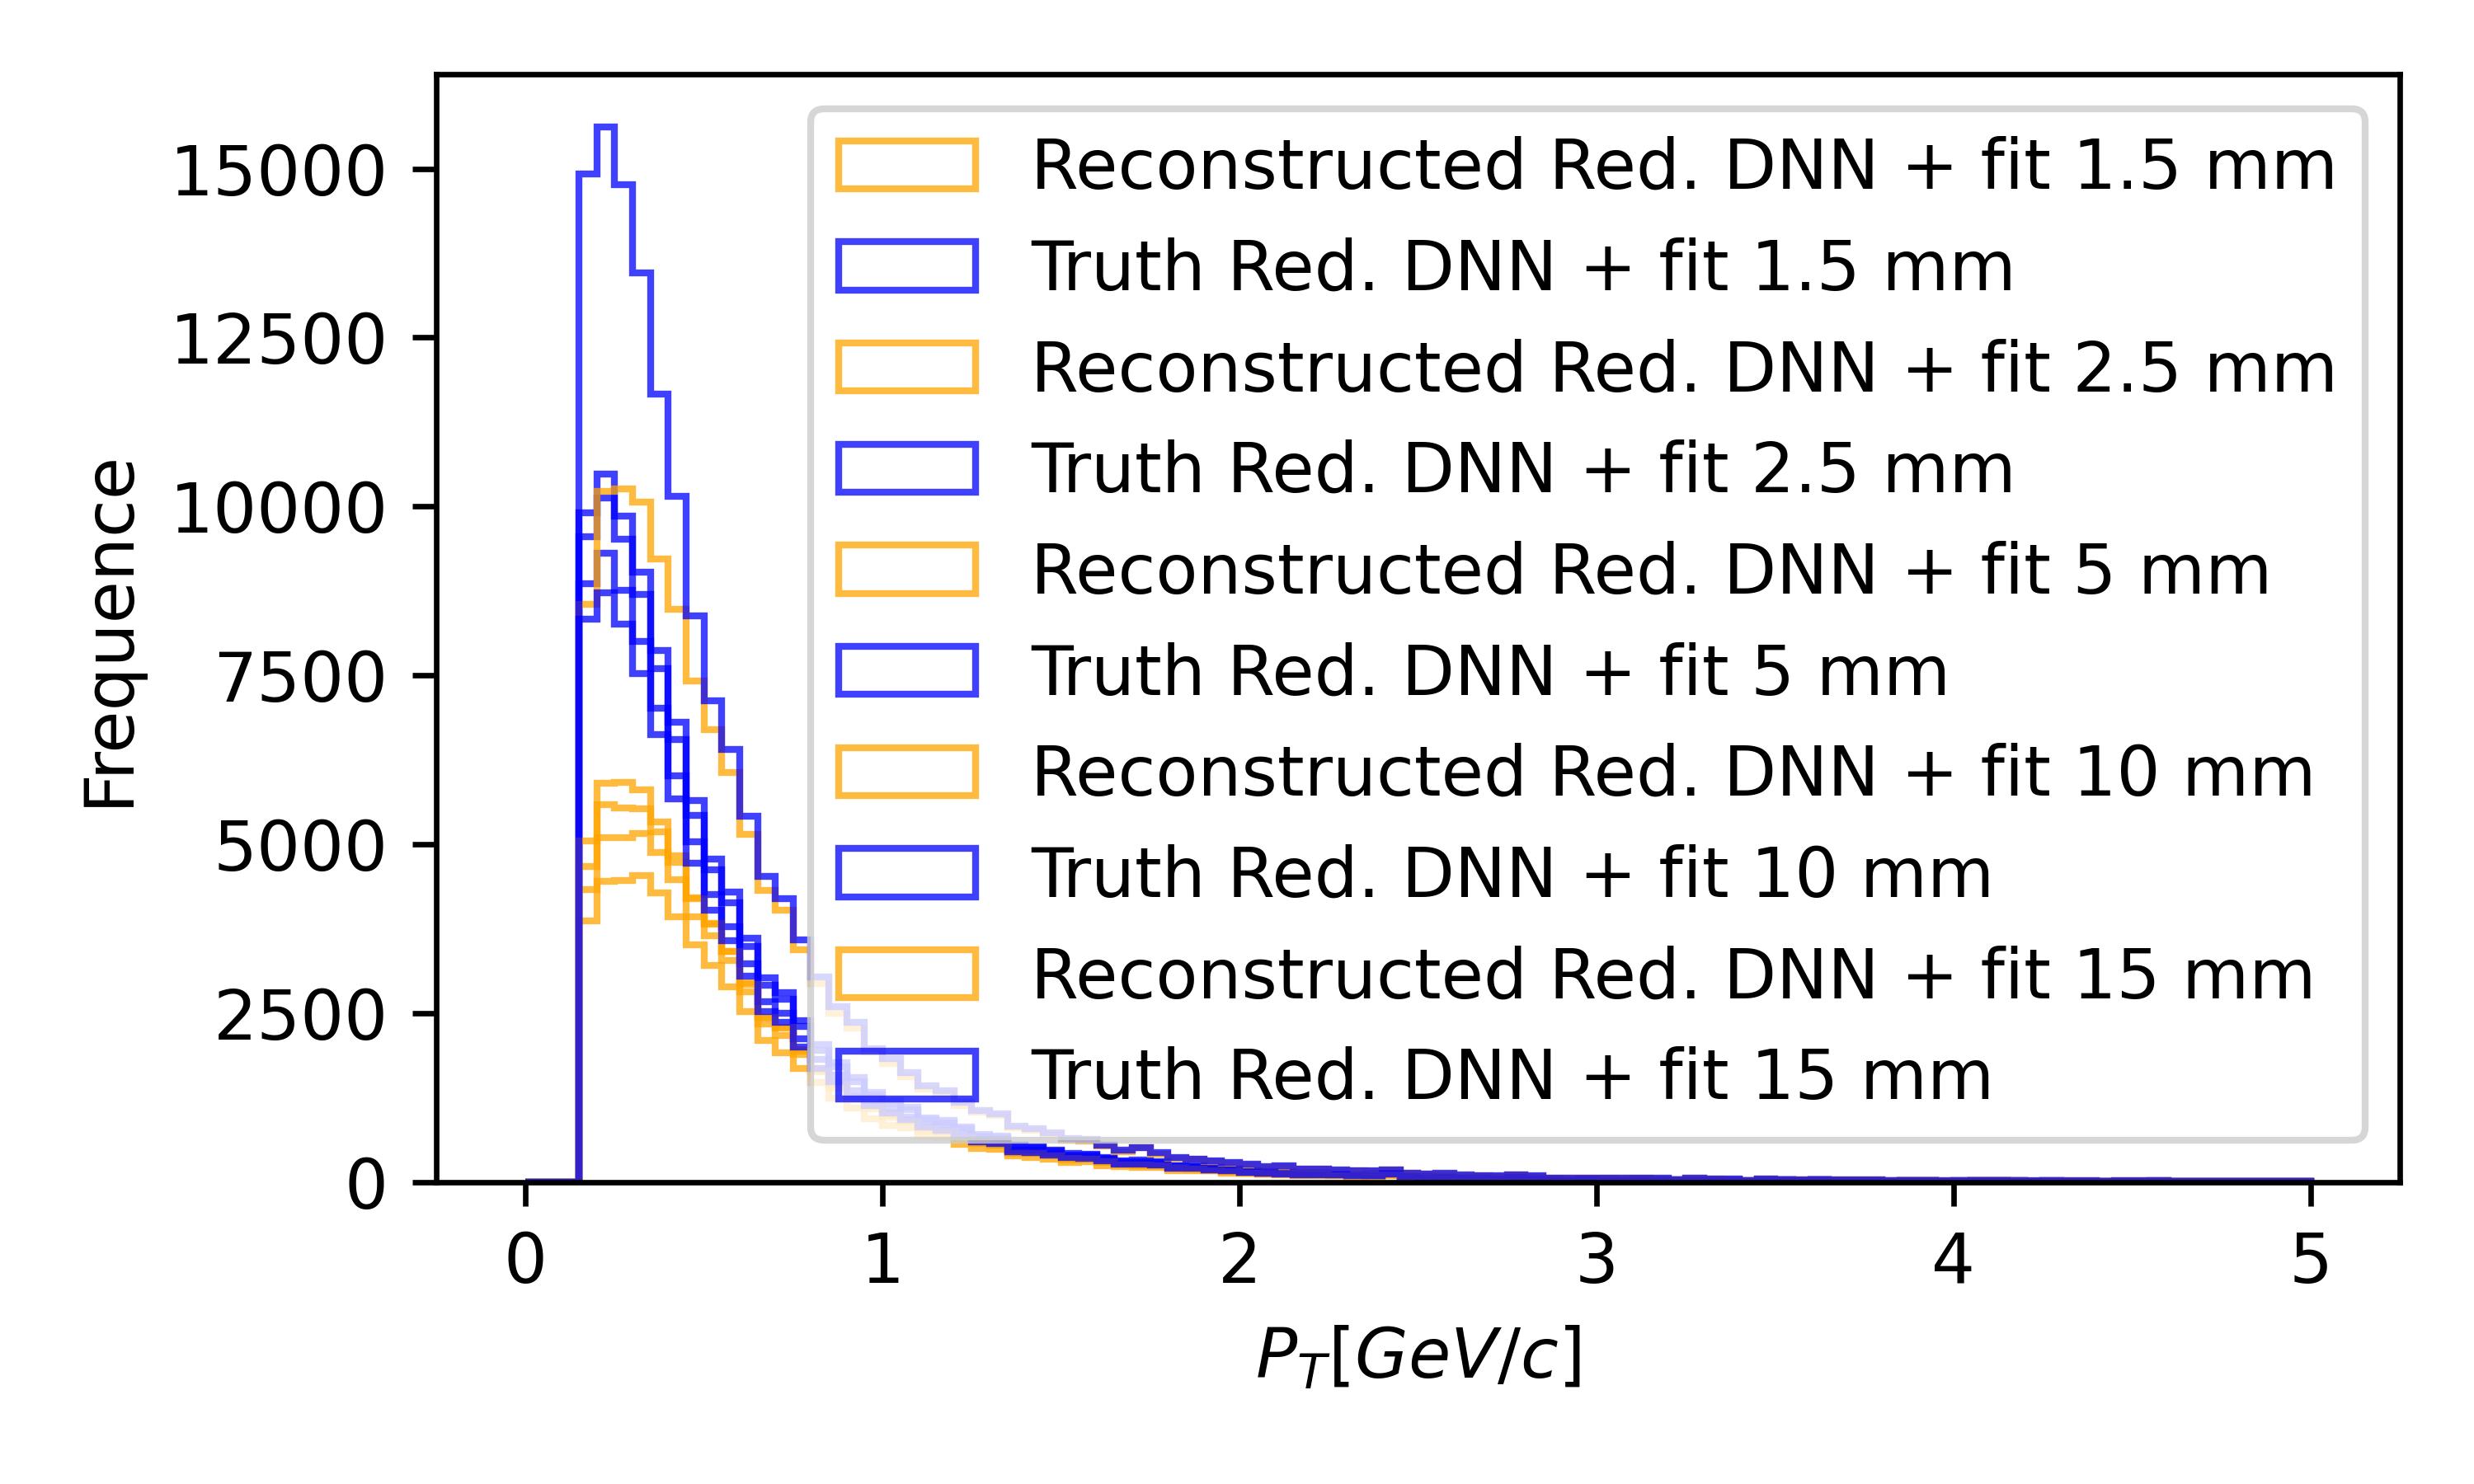 15000
12500
10000
7500
5000
2500
0
Frequence
Reconstructed Red. DNN + fit 1.5 mm
Truth Red. DNN + fit 1.5 mm
Reconstructed Red. DNN + fit 2.5 mm
Truth Red. DNN + fit 2.5 mm
Reconstructed Red. DNN + fit 5 mm
Truth Red. DNN + fit 5 mm
Reconstructed Red. DNN + fit 10 mm
Truth Red. DNN + fit 10 mm
Reconstructed Red. DNN + fit 15 mm
Truth Red. DNN + fit 15 mm
0 1 2 3 4 5
P_T[GeV/c]